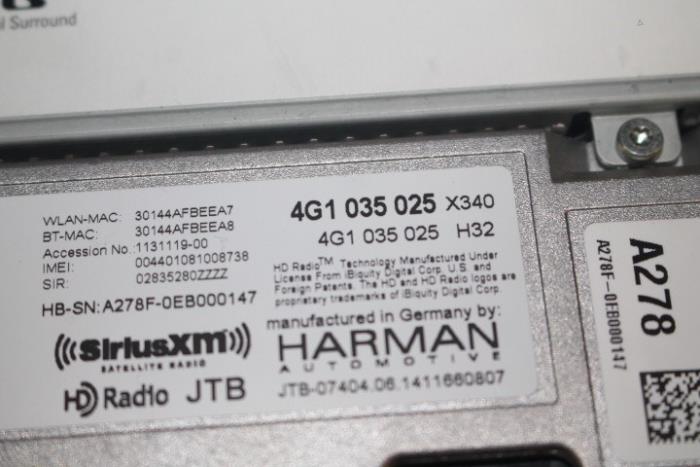 Surround
WLAN-MAC: 30144AFBEEA7
BT-MAC: 30144AFBEEA8
Accession No.: 1131119-00
IMEI: 004401081008738
SIR: 02835280ZZZZ
HB-SN: A278F-0EB000147
((SiriusXM))
SATELLITE RADIO
HD Radio JTB
4G1 035 025 X340
4G1 035 025 H32
HD Radio™ Technology Manufactured Under
License From iBiquity Digital Corp. U.S. and
Foreign Patents. The HD and HD Radio logos are
proprietary trademarks of iBiquity Digital Corp.
manufactured in Germany by:
HARMAN
AUTOMOTIVE
JTB-07404.06.1411660807
A278
A278F-0EB000147